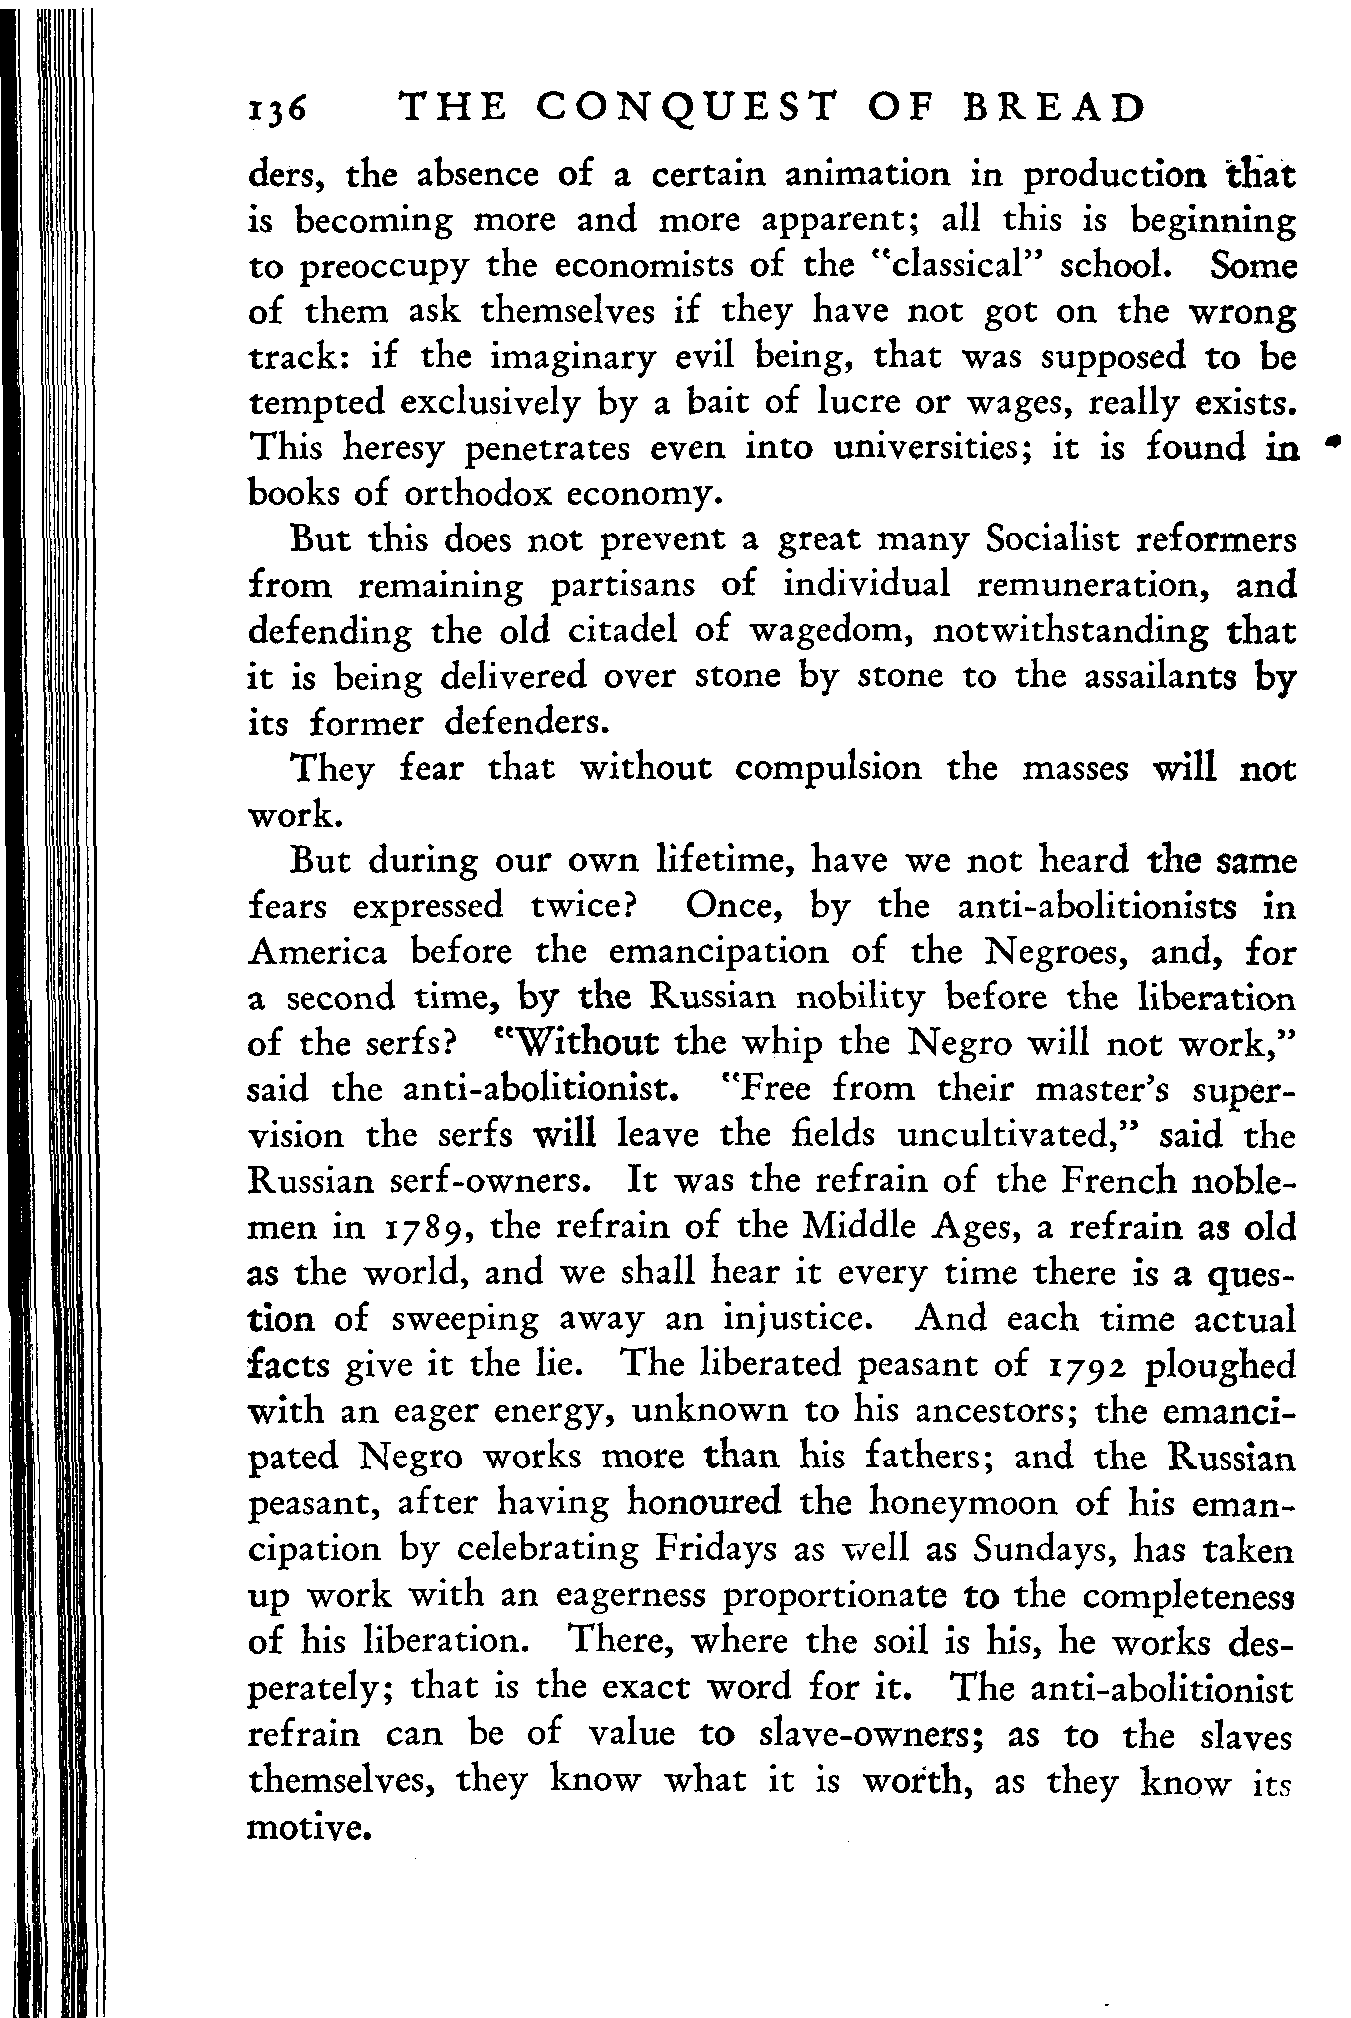 136 THE CONQUEST OF BREAD
ders, the absence of a certain animation in production that
is becoming more and more apparent; all this is beginning
to preoccupy the economists of the "classical" school. Some
of them ask themselves if they have not got on the wrong
track: if the imaginary evil being, that was supposed to be
tempted exclusively by a bait of lucre or wages, really exists.
This heresy penetrates even into universities; it is found in
books of orthodox economy.
But this does not prevent a great many Socialist reformers
from remaining partisans of individual remuneration, and
defending the old citadel of wagedom, notwithstanding that
it is being delivered over stone by stone to the assailants by
its former defenders.
They fear that without compulsion the masses will not
work.
But during our own lifetime, have we not heard the same
fears expressed twice? Once, by the anti-abolitionists in
America before the emancipation of the Negroes, and, for
a second time, by the Russian nobility before the liberation
of the serfs? "Without the whip the Negro will not work,"
said the anti-abolitionist. "Free from their master's super-
vision the serfs will leave the fields uncultivated," said the
Russian serf-owners. It was the refrain of the French noble-
men in 1789, the refrain of the Middle Ages, a refrain as old
as the world, and we shall hear it every time there is a ques-
tion of sweeping away an injustice. And each time actual
facts give it the lie. The liberated peasant of 1792 ploughed
with an eager energy, unknown to his ancestors; the emanci-
pated Negro works more than his fathers; and the Russian
peasant, after having honoured the honeymoon of his eman-
cipation by celebrating Fridays as well as Sundays, has taken
up work with an eagerness proportionate to the completeness
of his liberation. There, where the soil is his, he works des-
perately; that is the exact word for it. The anti-abolitionist
refrain can be of value to slave-owners; as to the slaves
themselves, they know what it is worth, as they know its
motive.